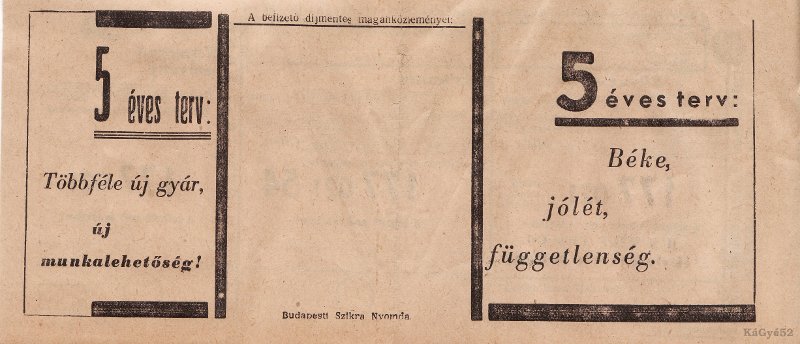 5 éves terv:
Többféle új gyár,
új
munkalehetőség!
A befizető díjmentes magánközleményei:
Budapesti Szikra Nyomda
5 éves terv:
Béke,
jólét,
függetlenség.
KáGyé52